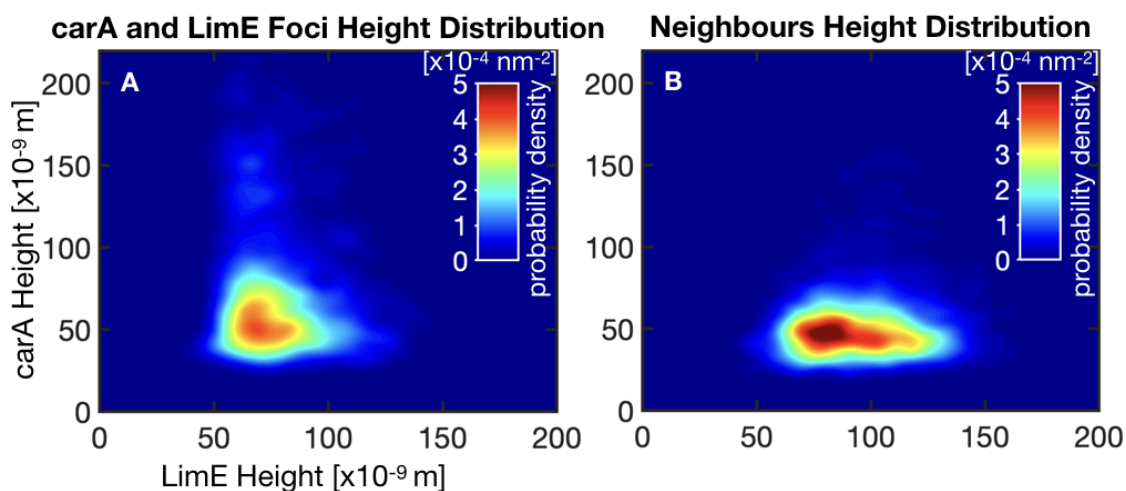 carA and LimE Foci Height Distribution
A
[x10⁻⁴ nm⁻²]
5
4
3
2
1
0
probability density
200
150
100
50
0
carA Height [x10⁻⁹ m]
0 50 100 150 200
LimE Height [x10⁻⁹ m]
Neighbours Height Distribution
B
[x10⁻⁴ nm⁻²]
5
4
3
2
1
0
probability density
200
150
100
50
0
0 50 100 150 200